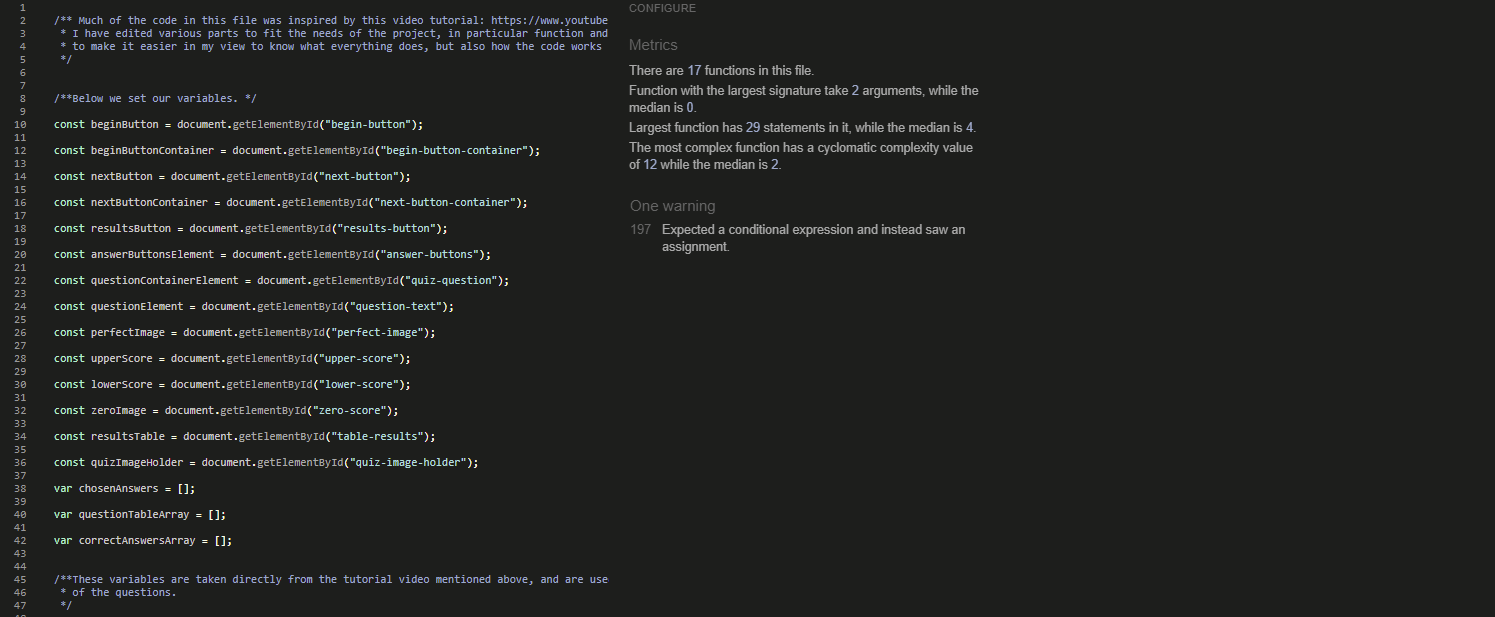 1
2 /** Much of the code in this file was inspired by this video tutorial: https://www.youtube
3 * I have edited various parts to fit the needs of the project, in particular function and
4 * to make it easier in my view to know what everything does, but also how the code works
5 */
6
7
8 /**Below we set our variables. */
9
10 const beginButton = document.getElementById("begin-button");
11
12 const beginButtonContainer = document.getElementById("begin-button-container");
13
14 const nextButton = document.getElementById("next-button");
15
16 const nextButtonContainer = document.getElementById("next-button-container");
17
18 const resultsButton = document.getElementById("results-button");
19
20 const answerButtonsElement = document.getElementById("answer-buttons");
21
22 const questionContainerElement = document.getElementById("quiz-question");
23
24 const questionElement = document.getElementById("question-text");
25
26 const perfectImage = document.getElementById("perfect-image");
27
28 const upperScore = document.getElementById("upper-score");
29
30 const lowerScore = document.getElementById("lower-score");
31
32 const zeroImage = document.getElementById("zero-score");
33
34 const resultsTable = document.getElementById("table-results");
35
36 const quizImageHolder = document.getElementById("quiz-image-holder");
37
38 var chosenAnswers = [];
39
40 var questionTableArray = [];
41
42 var correctAnswersArray = [];
43
44
45 /**These variables are taken directly from the tutorial video mentioned above, and are use
46 * of the questions.
47 */
CONFIGURE
Metrics
There are 17 functions in this file.
Function with the largest signature take 2 arguments, while the
median is 0.
Largest function has 29 statements in it, while the median is 4.
The most complex function has a cyclomatic complexity value
of 12 while the median is 2.
One warning
197 Expected a conditional expression and instead saw an
assignment.